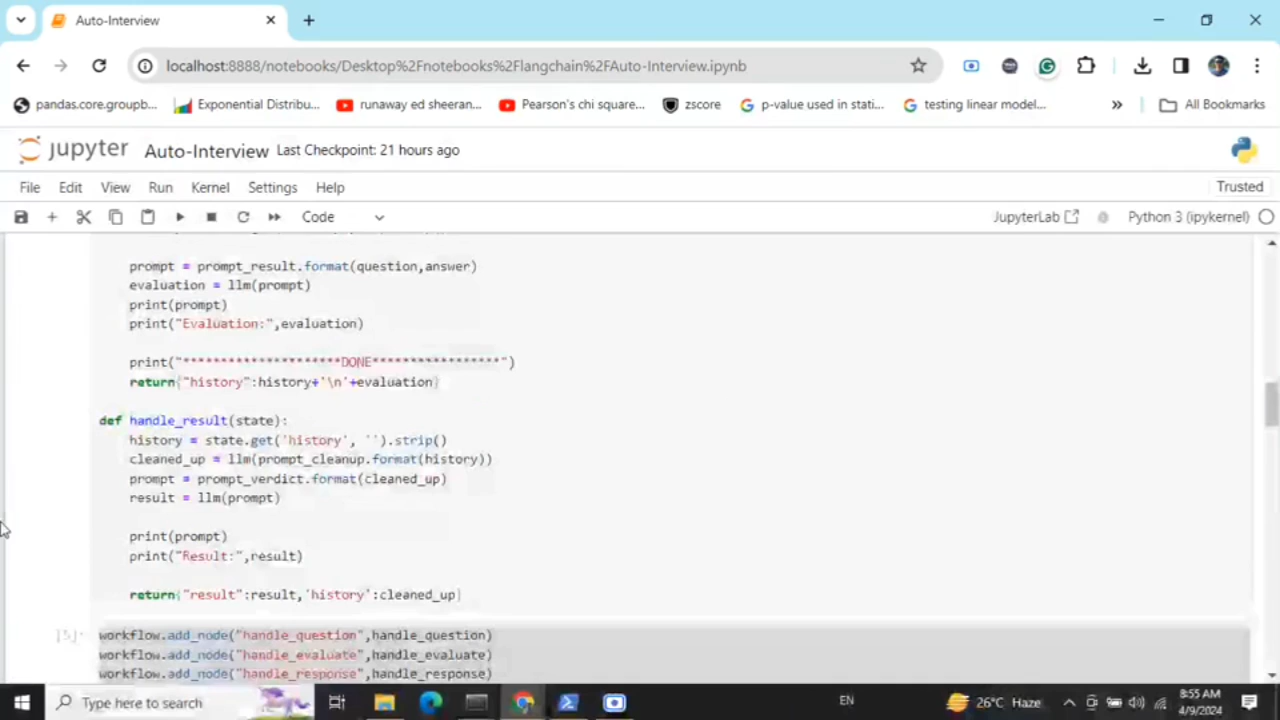 Auto-Interview
localhost:8888/notebooks/Desktop%2Fnotebooks%2Flangchain%2FAuto-Interview.ipynb
pandas.core.groupb...
Exponential Distribu...
runaway ed sheeran...
Pearson's chi square...
zscore
p-value used in stati...
testing linear model...
All Bookmarks
jupyter Auto-Interview Last Checkpoint: 21 hours ago
File Edit View Run Kernel Settings Help
Trusted
Code
JupyterLab
Python 3 (ipykernel)
prompt = prompt_result.format(question,answer)
evaluation = llm(prompt)
print(prompt)
print("Evaluation:",evaluation)
print("*********************DONE*****************")
return{"history":history+'\n'+evaluation}
def handle_result(state):
history = state.get('history', '').strip()
cleaned_up = llm(prompt_cleanup.format(history))
prompt = prompt_verdict.format(cleaned_up)
result = llm(prompt)
print(prompt)
print("Result:",result)
return{"result":result,'history':cleaned_up}
[5]: workflow.add_node("handle_question",handle_question)
workflow.add_node("handle_evaluate",handle_evaluate)
workflow.add_node("handle_response",handle_response)
Type here to search
EN
26°C Haze
8:55 AM
4/9/2024